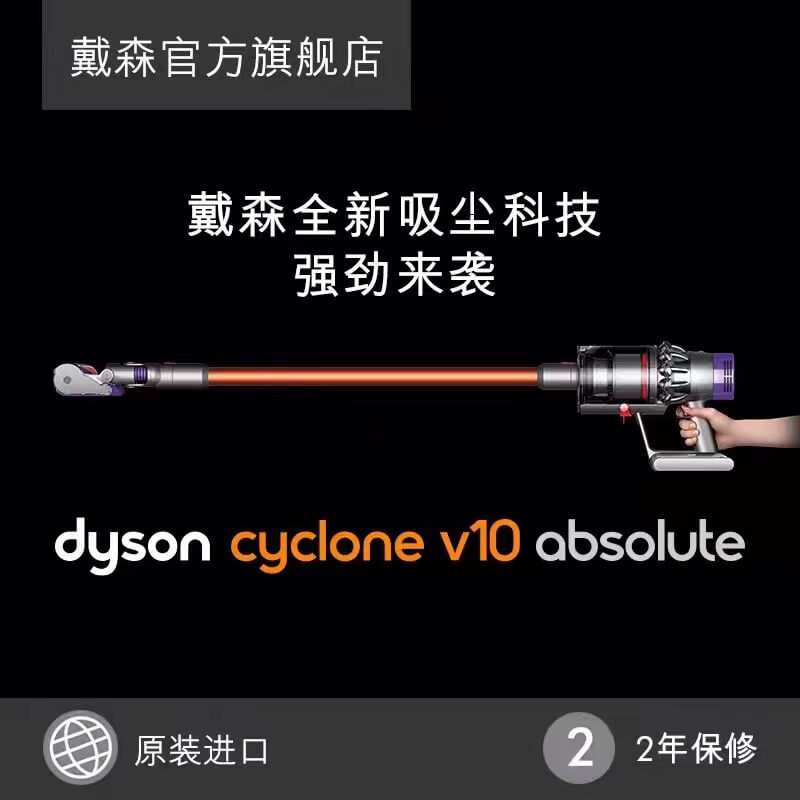 戴森官方旗舰店
戴森全新吸尘科技
强劲来袭
dyson cyclone v10 absolute
原装进口
2 2年保修